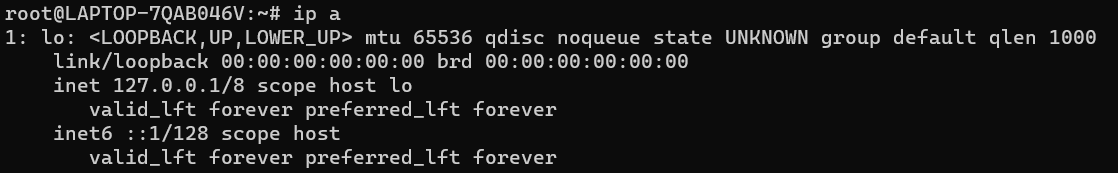 root@LAPTOP-7QAB046V:~# ip a
1: lo: <LOOPBACK,UP,LOWER_UP> mtu 65536 qdisc noqueue state UNKNOWN group default qlen 1000
    link/loopback 00:00:00:00:00:00 brd 00:00:00:00:00:00
    inet 127.0.0.1/8 scope host lo
       valid_lft forever preferred_lft forever
    inet6 ::1/128 scope host
       valid_lft forever preferred_lft forever